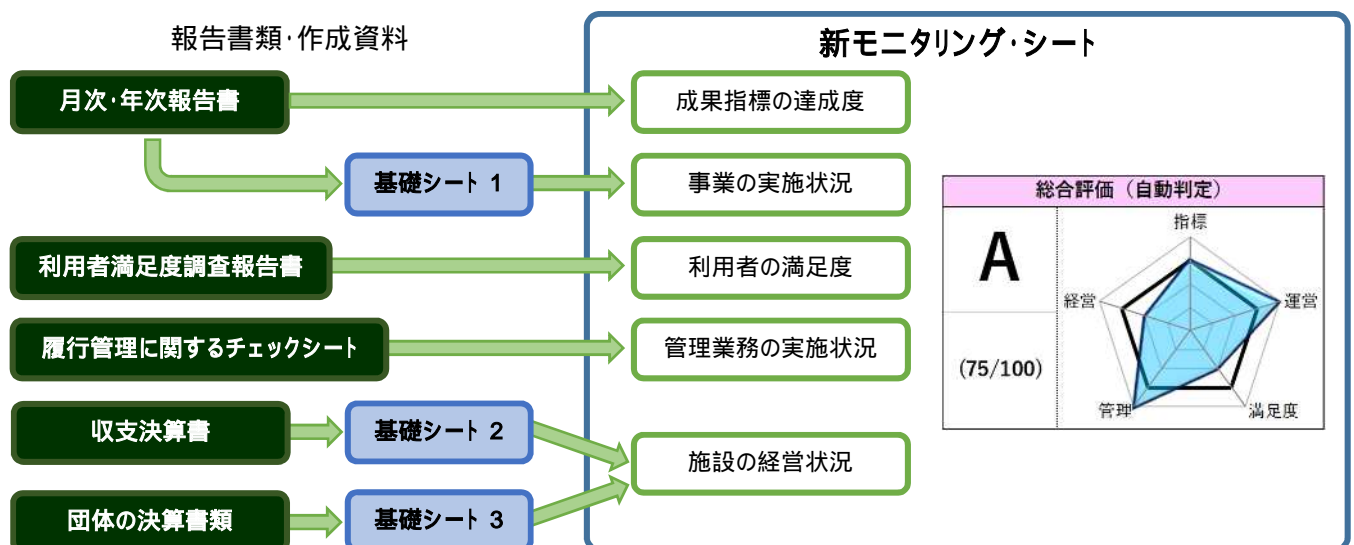 報告書類･作成資料
新モニタリング･シート
月次･年次報告書
成果指標の達成度
基礎シート 1
事業の実施状況
利用者満足度調査報告書
利用者の満足度
履行管理に関するチェックシート
管理業務の実施状況
収支決算書
基礎シート 2
施設の経営状況
団体の決算書類
基礎シート 3
総合評価（自動判定）
A
(75/100)
指標
運営
満足度
管理
経営